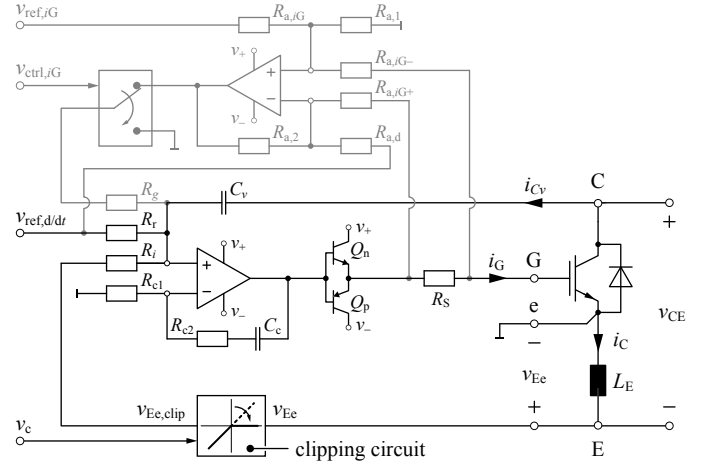 v_ref,iG R_a,iG R_a,1
v_+
v_ctrl,iG + R_a,iG−
− R_a,iG+
v_−
R_a,2 R_a,d
R_g C_v i_Cv C
v_ref,d/dt R_r v_+ +
R_i v_+ Q_n
+ i_G G
R_c1 −
R_S
Q_p e v_CE
R_c2 v_− C_c v_− −
i_C
v_Ee L_E
v_Ee,clip v_Ee + −
v_c E
clipping circuit